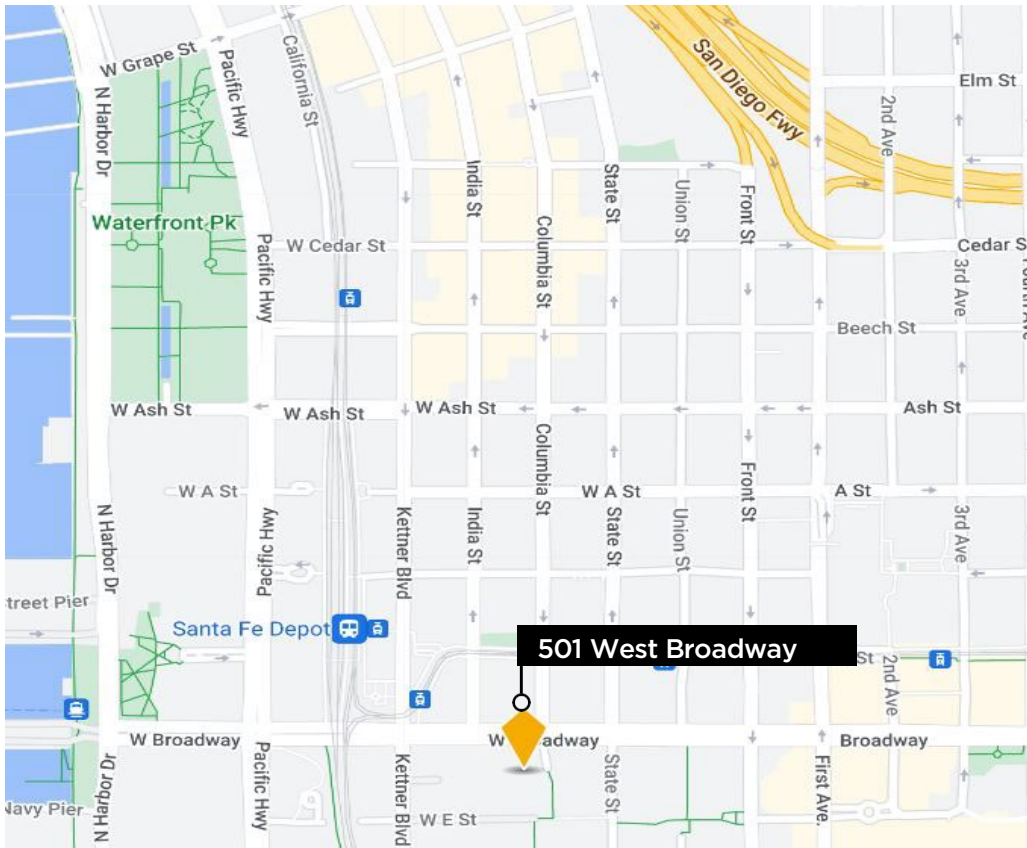 W Grape St
N Harbor Dr
Pacific Hwy
California St
San Diego Fwy
Elm St
2nd Ave
India St
State St
Union St
Front St
Columbia St
Waterfront Pk
Pacific Hwy
W Cedar St
Cedar S
3rd Ave
Beech St
W Ash St
W Ash St
W Ash St
Ash St
Columbia St
Front St
W A St
W A St
A St
N Harbor Dr
Pacific Hwy
Kettner Blvd
India St
State St
Union St
3rd Ave
treet Pier
Santa Fe Depot
501 West Broadway
St
2nd Ave
W Broadway
W
adway
Broadway
Pacific Hwy
Kettner Blvd
State St
First Ave.
N Harbor Dr
Navy Pier
W E St